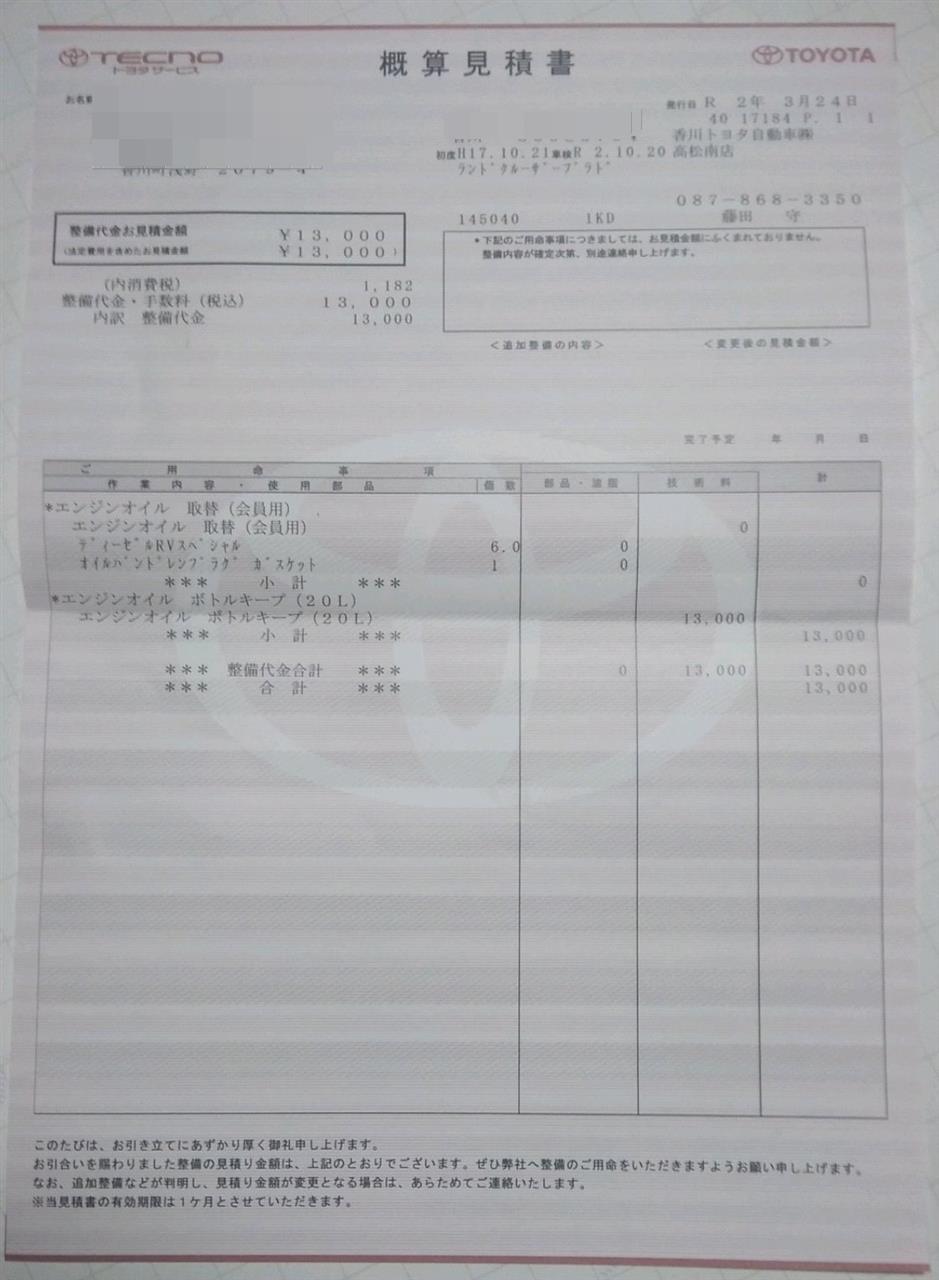 TECNO
トヨタサービス
概算見積書
TOYOTA
お名前
発行日 R 2年 3月24日
40 17184 P. 1 1
香川トヨタ自動車㈱
初度H17.10.21車検R 2.10.20 高松南店
ﾗﾝﾄﾞｸﾙｰｻﾞｰﾌﾟﾗﾄﾞ
087-868-3350
145040 1KD 藤田 守
整備代金お見積金額 ¥13,000
(法定費用を含めたお見積金額 ¥13,000)
*下記のご用命事項につきましては、お見積金額にふくまれておりません。
整備内容が確定次第、別途連絡申し上げます。
(内消費税) 1,182
整備代金・手数料(税込) 13,000
内訳 整備代金 13,000
<追加整備の内容> <変更後の見積金額>
完了予定 年 月 日
ご用命事項
作業内容・使用部品 個数 部品・油脂 技術料 計
*エンジンオイル 取替(会員用)
エンジンオイル 取替(会員用) 0
ﾃﾞｨｰｾﾞﾙRVｽﾍﾟｼｬﾙ 6.0 0
ｵｲﾙﾊﾟﾝﾄﾞﾚﾝﾌﾟﾗｸﾞ ｶﾞｽｹｯﾄ 1 0
*** 小計 *** 0
*エンジンオイル ボトルキープ(20L)
エンジンオイル ボトルキープ(20L) 13,000
*** 小計 *** 13,000
*** 整備代金合計 *** 0 13,000 13,000
*** 合計 *** 13,000
このたびは、お引き立てにあずかり厚く御礼申し上げます。
お引合いを賜わりました整備の見積り金額は、上記のとおりでございます。ぜひ弊社へ整備のご用命をいただきますようお願い申し上げます。
なお、追加整備などが判明し、見積り金額が変更となる場合は、あらためてご連絡いたします。
※当見積書の有効期限は1ケ月とさせていただきます。